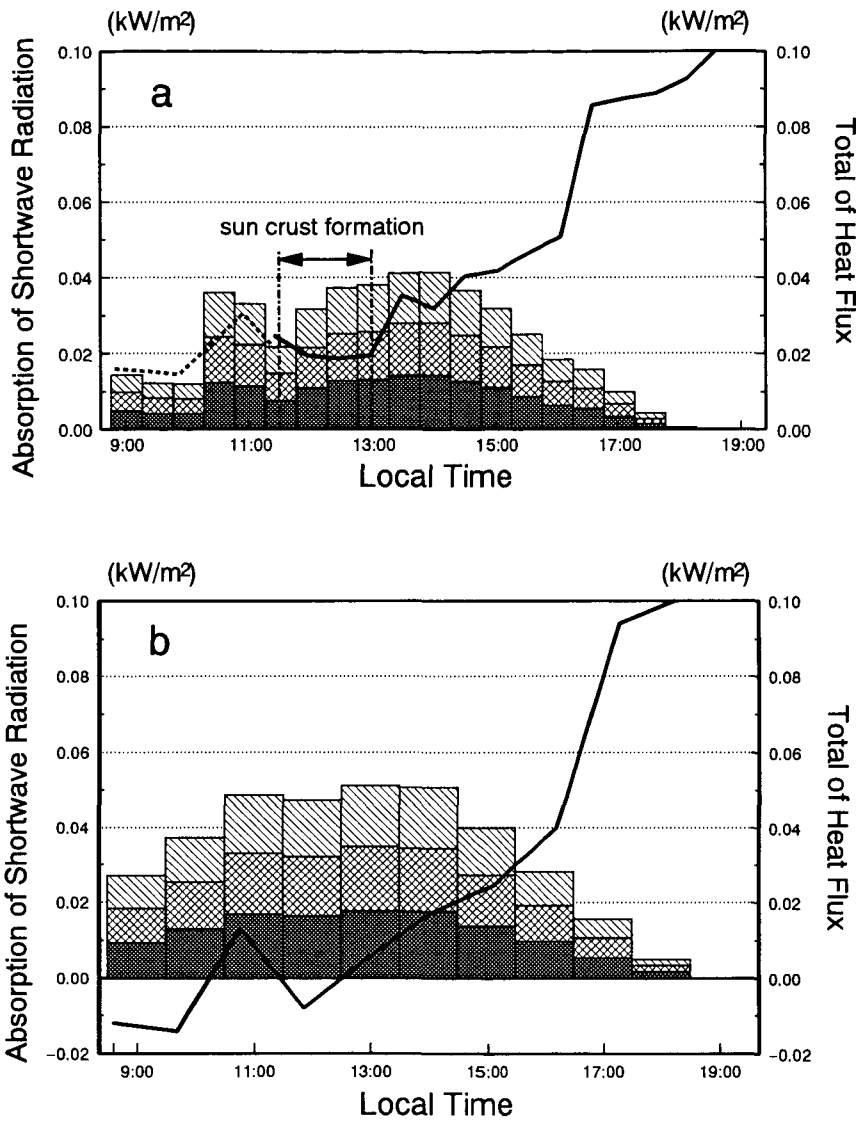 (kW/m²) (kW/m²)
Absorption of Shortwave Radiation
Total of Heat Flux
a
sun crust formation
0.10 0.10
0.08 0.08
0.06 0.06
0.04 0.04
0.02 0.02
0.00 0.00
9:00 11:00 13:00 15:00 17:00 19:00
Local Time
(kW/m²) (kW/m²)
Absorption of Shortwave Radiation
Total of Heat Flux
b
0.10 0.10
0.08 0.08
0.06 0.06
0.04 0.04
0.02 0.02
0.00 0.00
−0.02 −0.02
9:00 11:00 13:00 15:00 17:00 19:00
Local Time